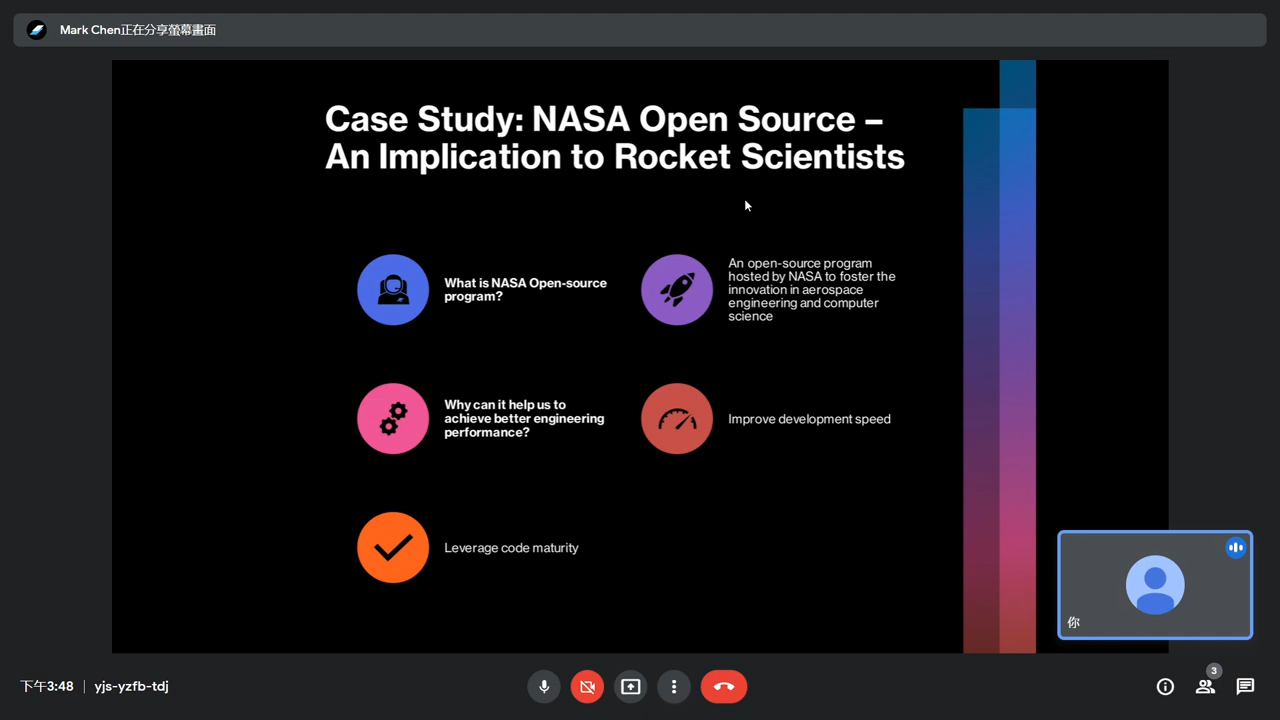 Mark Chen正在分享螢幕畫面
Case Study: NASA Open Source –
An Implication to Rocket Scientists
What is NASA Open-source
program?
An open-source program
hosted by NASA to foster the
innovation in aerospace
engineering and computer
science
Why can it help us to
achieve better engineering
performance?
Improve development speed
Leverage code maturity
你
下午3:48
yjs-yzfb-tdj
3